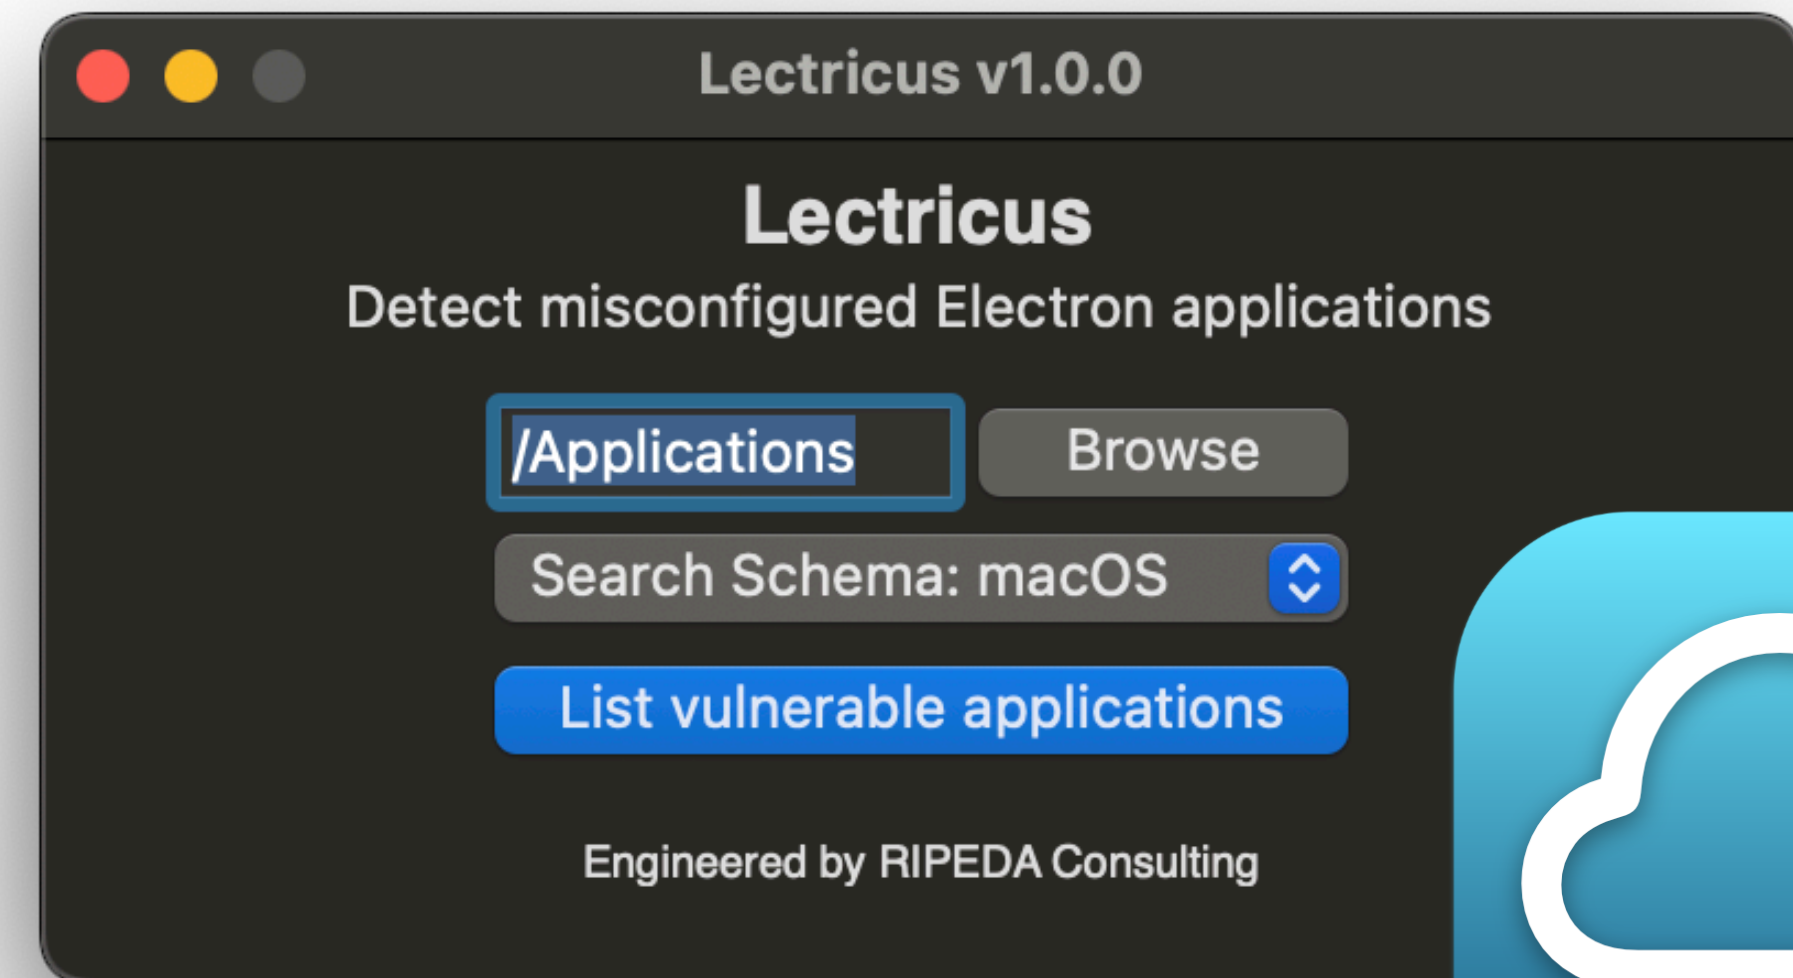 Lectricus v1.0.0
Lectricus
Detect misconfigured Electron applications
/Applications
Browse
Search Schema: macOS
List vulnerable applications
Engineered by RIPEDA Consulting